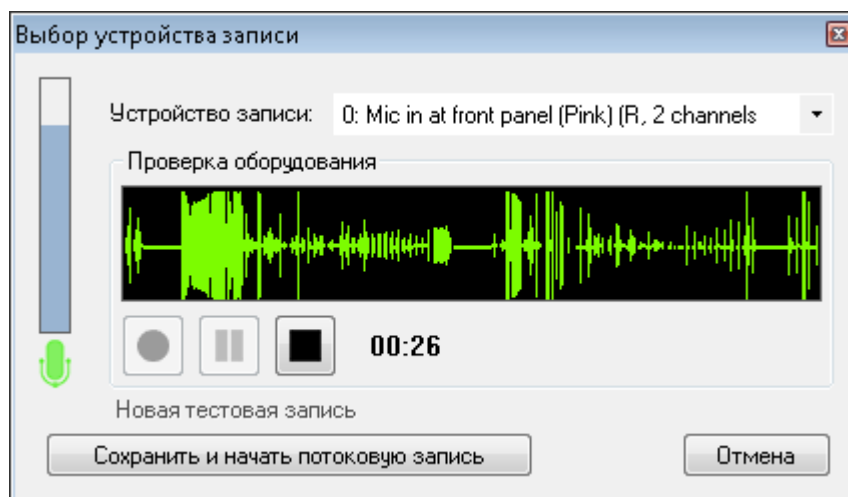 Выбор устройства записи
Устройство записи: 0: Mic in at front panel (Pink) (R, 2 channels
Проверка оборудования
00:26
Новая тестовая запись
Сохранить и начать потоковую запись Отмена